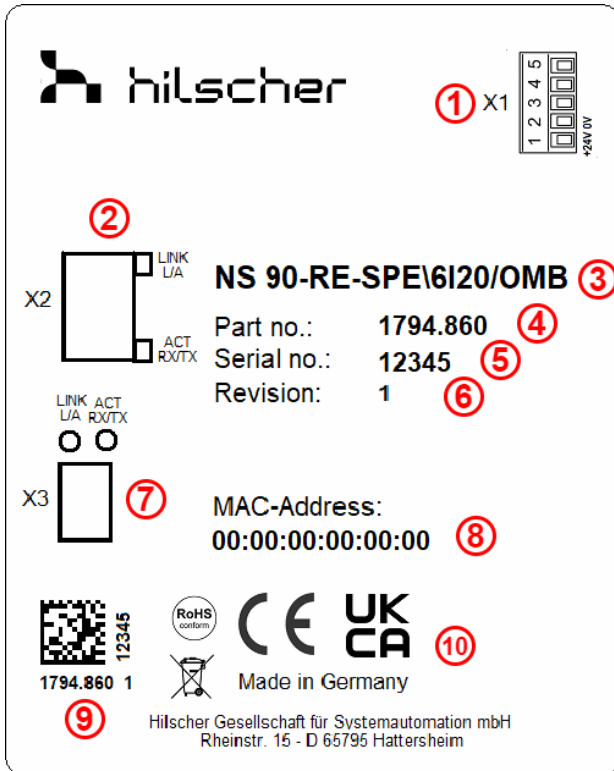 hilscher
1 X1
1 2 3 4 5
+24V 0V
2
X2
LINK
L/A
ACT
RX/TX
NS 90-RE-SPE\6I20/OMB 3
Part no.: 1794.860 4
Serial no.: 12345 5
Revision: 1 6
LINK ACT
L/A RX/TX
X3
7
MAC-Address:
00:00:00:00:00:00 8
12345
1794.860 1
9
RoHS
conform
CE
UK
CA
10
Made in Germany
Hilscher Gesellschaft für Systemautomation mbH
Rheinstr. 15 - D 65795 Hattersheim